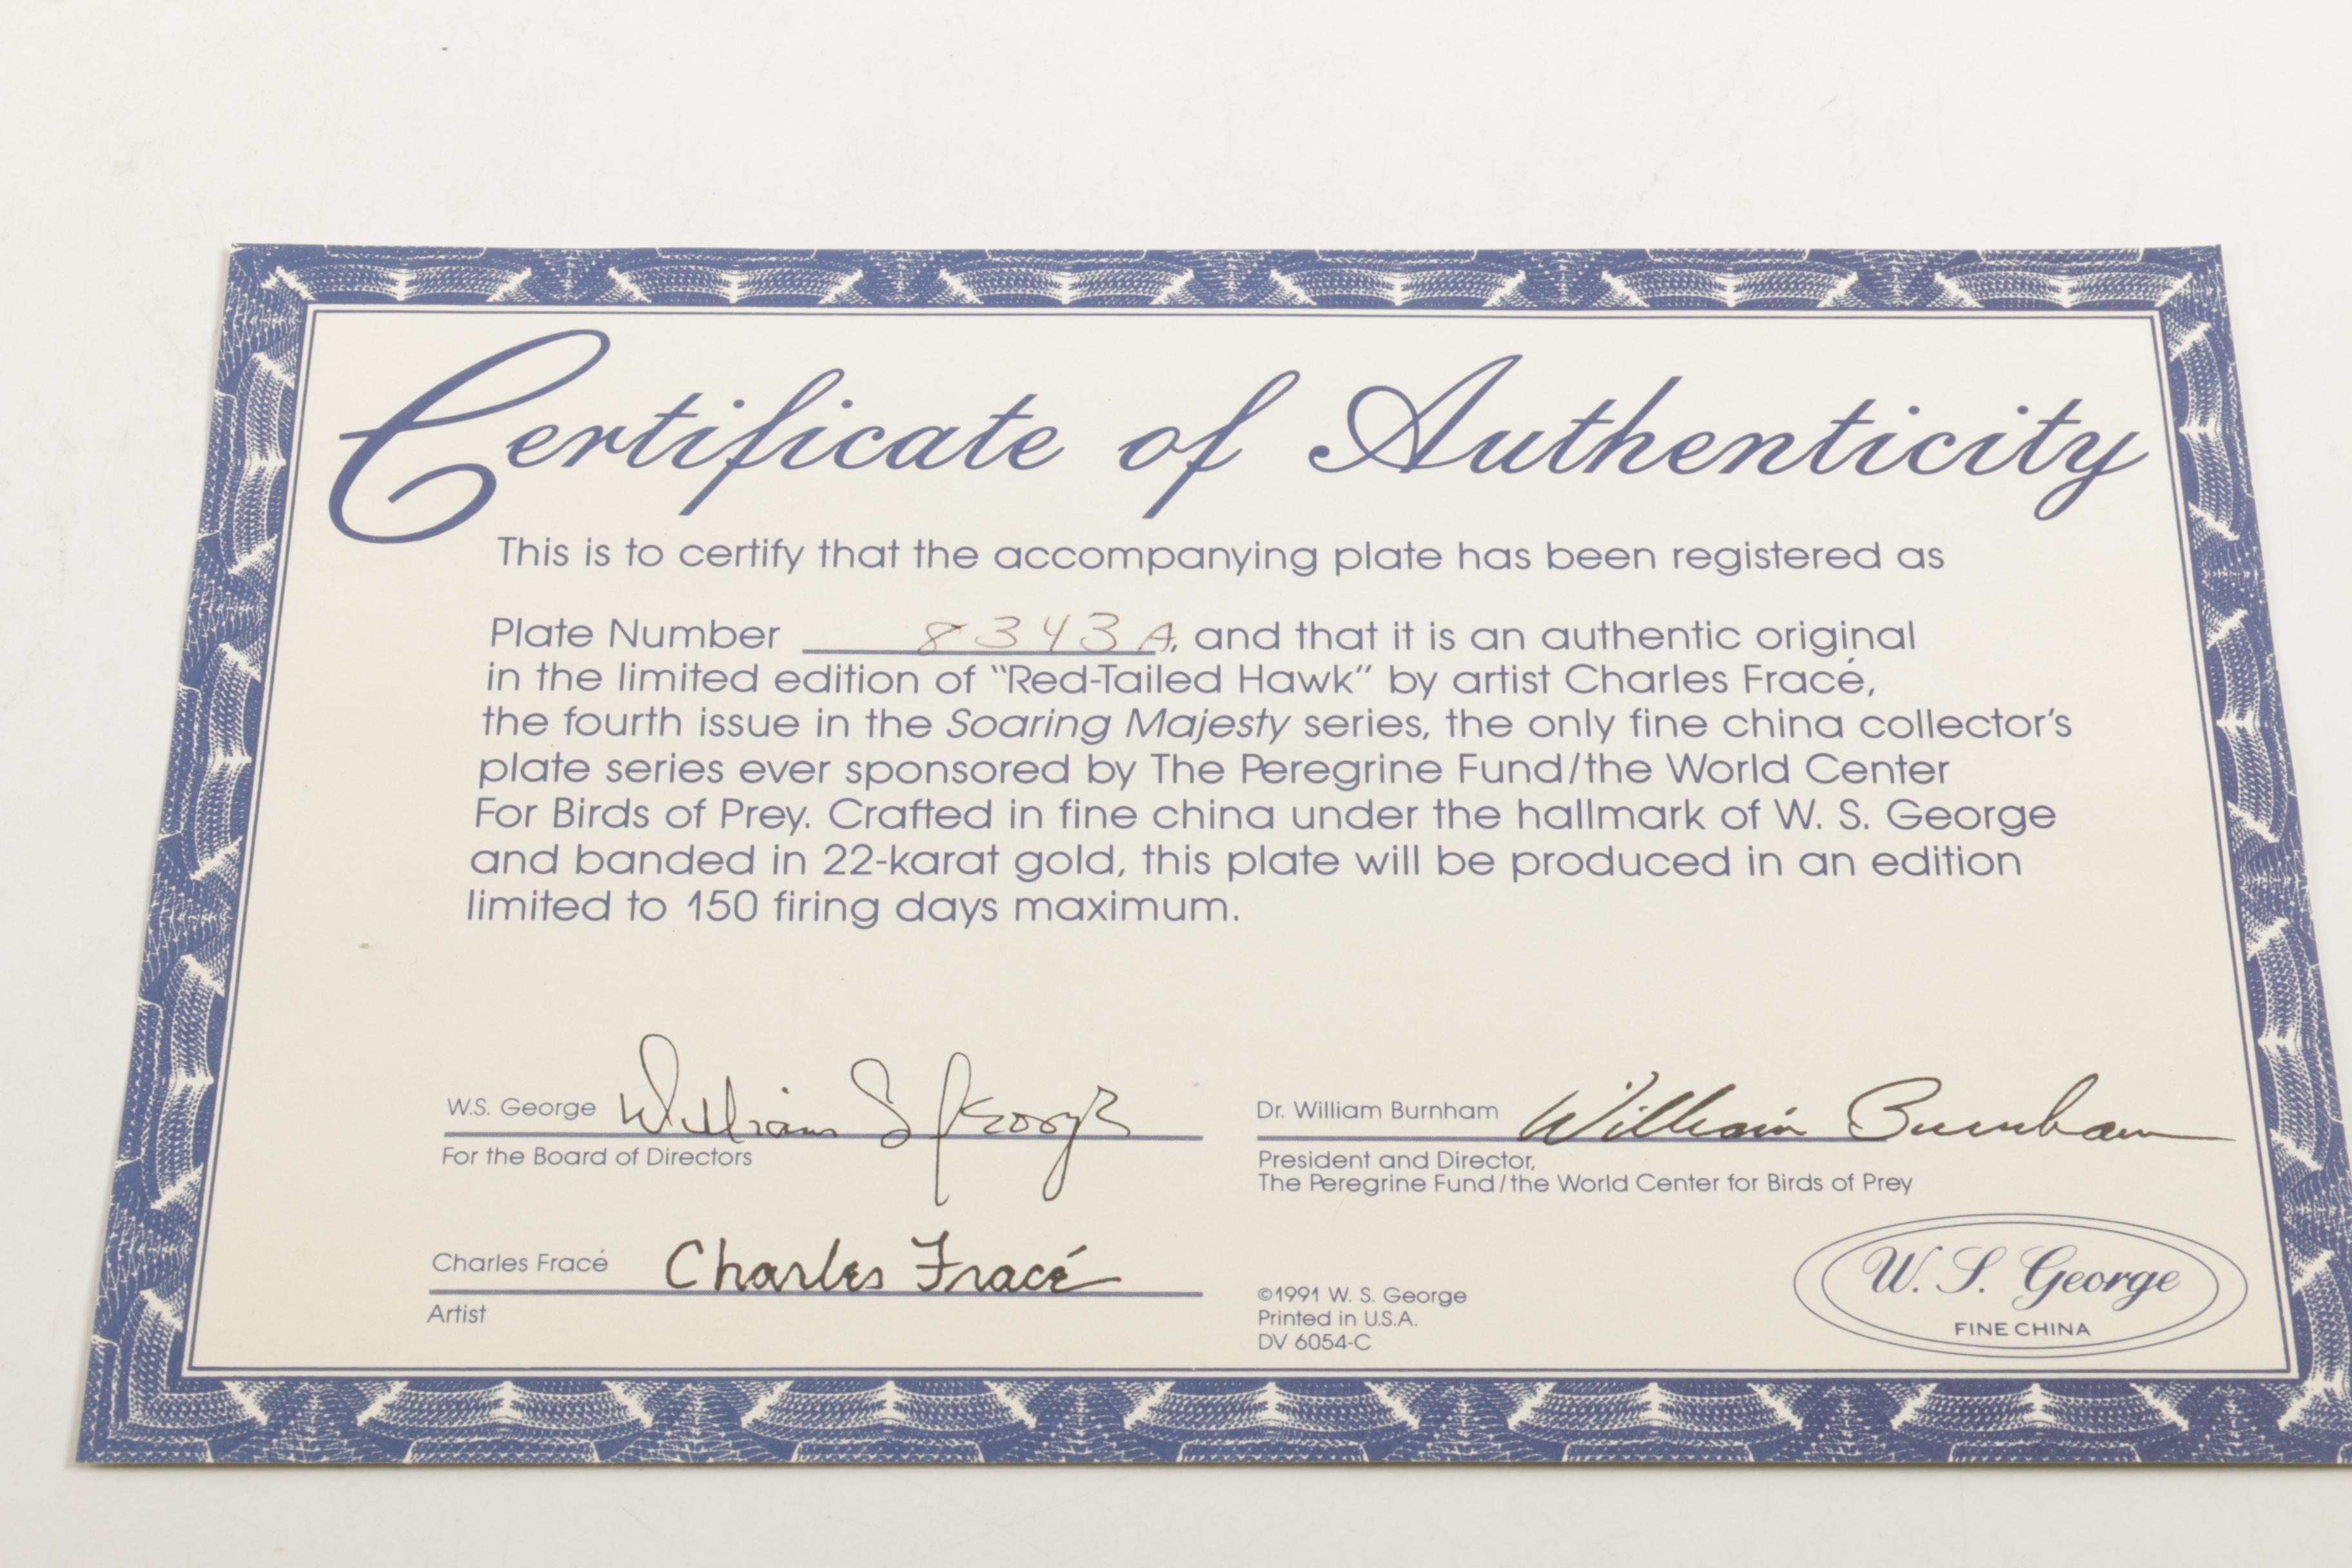 Certificate of Authenticity
This is to certify that the accompanying plate has been registered as
Plate Number 8343A, and that it is an authentic original
in the limited edition of “Red-Tailed Hawk” by artist Charles Fracé,
the fourth issue in the Soaring Majesty series, the only fine china collector’s
plate series ever sponsored by The Peregrine Fund/the World Center
For Birds of Prey. Crafted in fine china under the hallmark of W. S. George
and banded in 22-karat gold, this plate will be produced in an edition
limited to 150 firing days maximum.
W.S. George William S George
For the Board of Directors
Dr. William Burnham William Burnham
President and Director,
The Peregrine Fund/the World Center for Birds of Prey
Charles Fracé Charles Fracé
Artist
©1991 W. S. George
Printed in U.S.A.
DV 6054-C
W. S. George
FINE CHINA